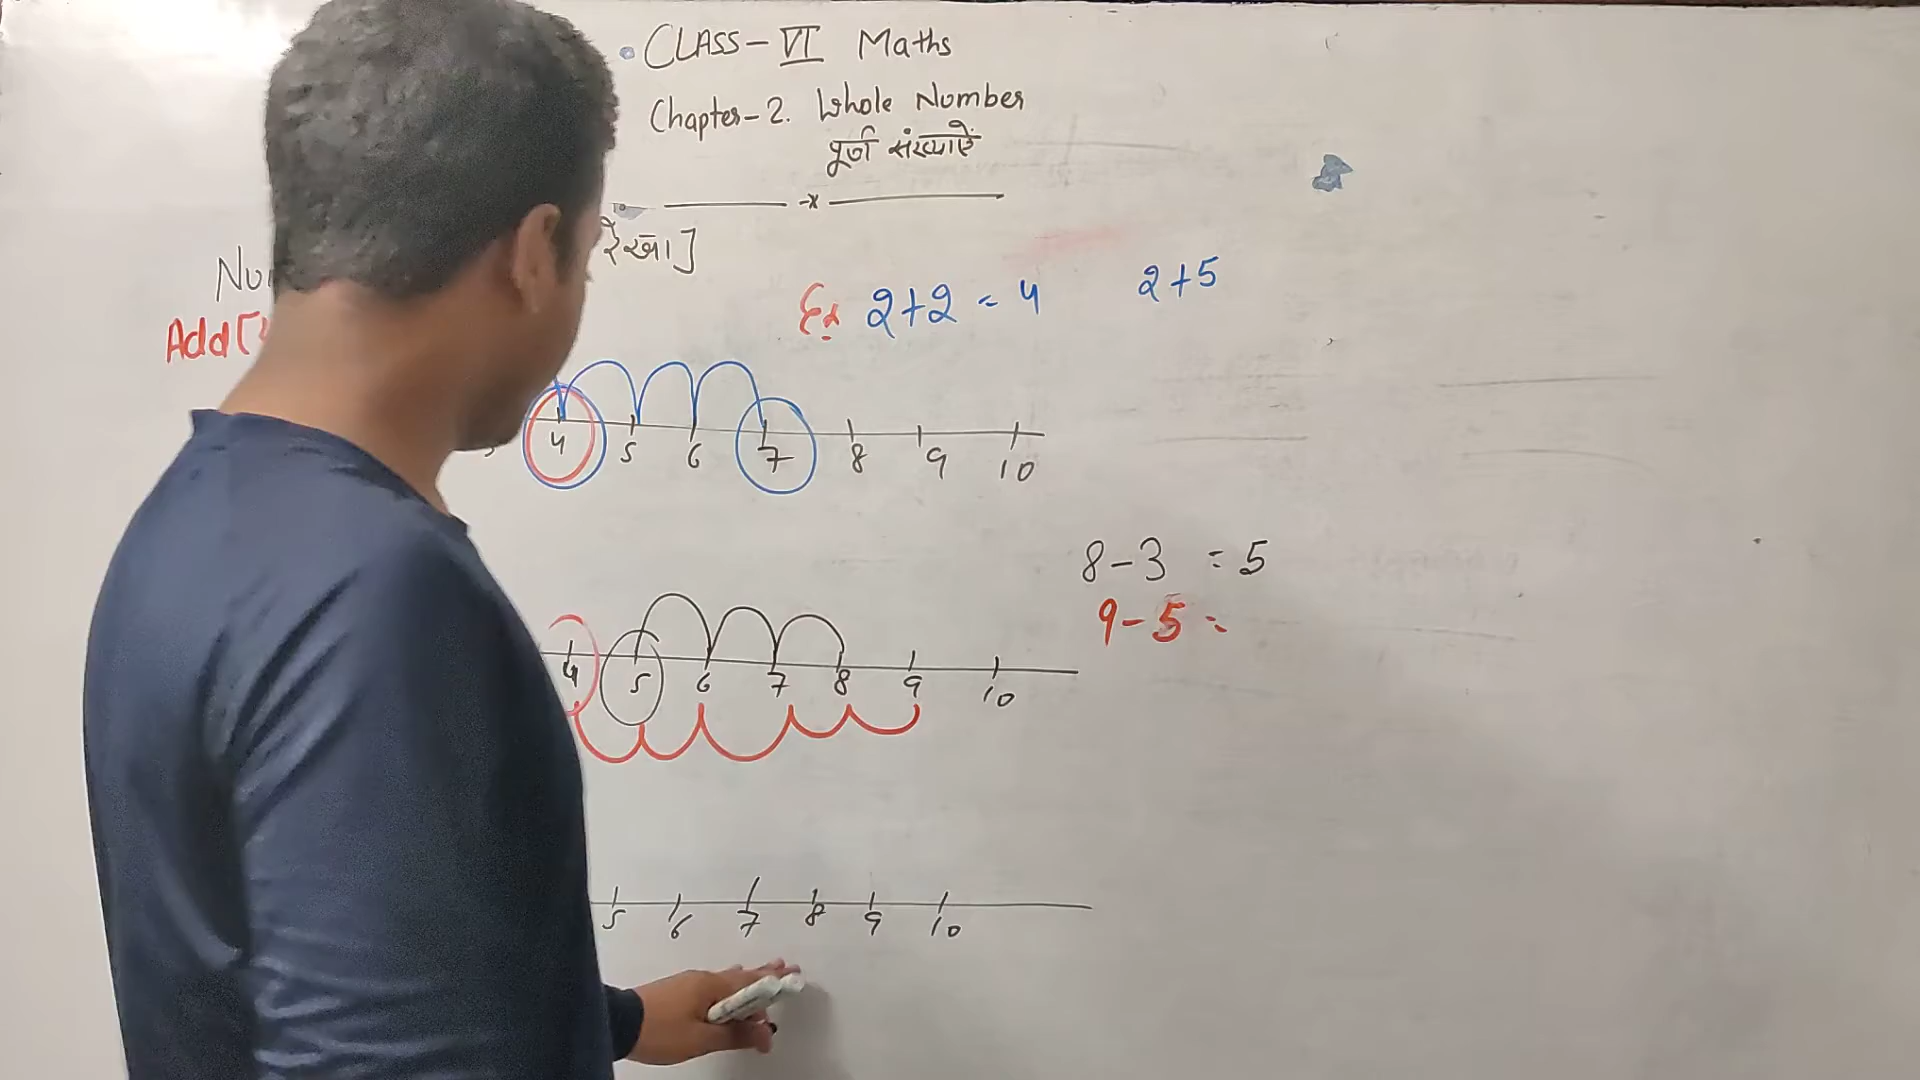 CLASS-VI Maths
Chapter-2. Whole Number
पूर्ण संख्याएँ
x
रेखा]
Add[
Ex 2+2 = 4 2+5
4 5 6 7 8 9 10
8-3 = 5
9-5 =
4 5 6 7 8 9 10
5 6 7 8 9 10